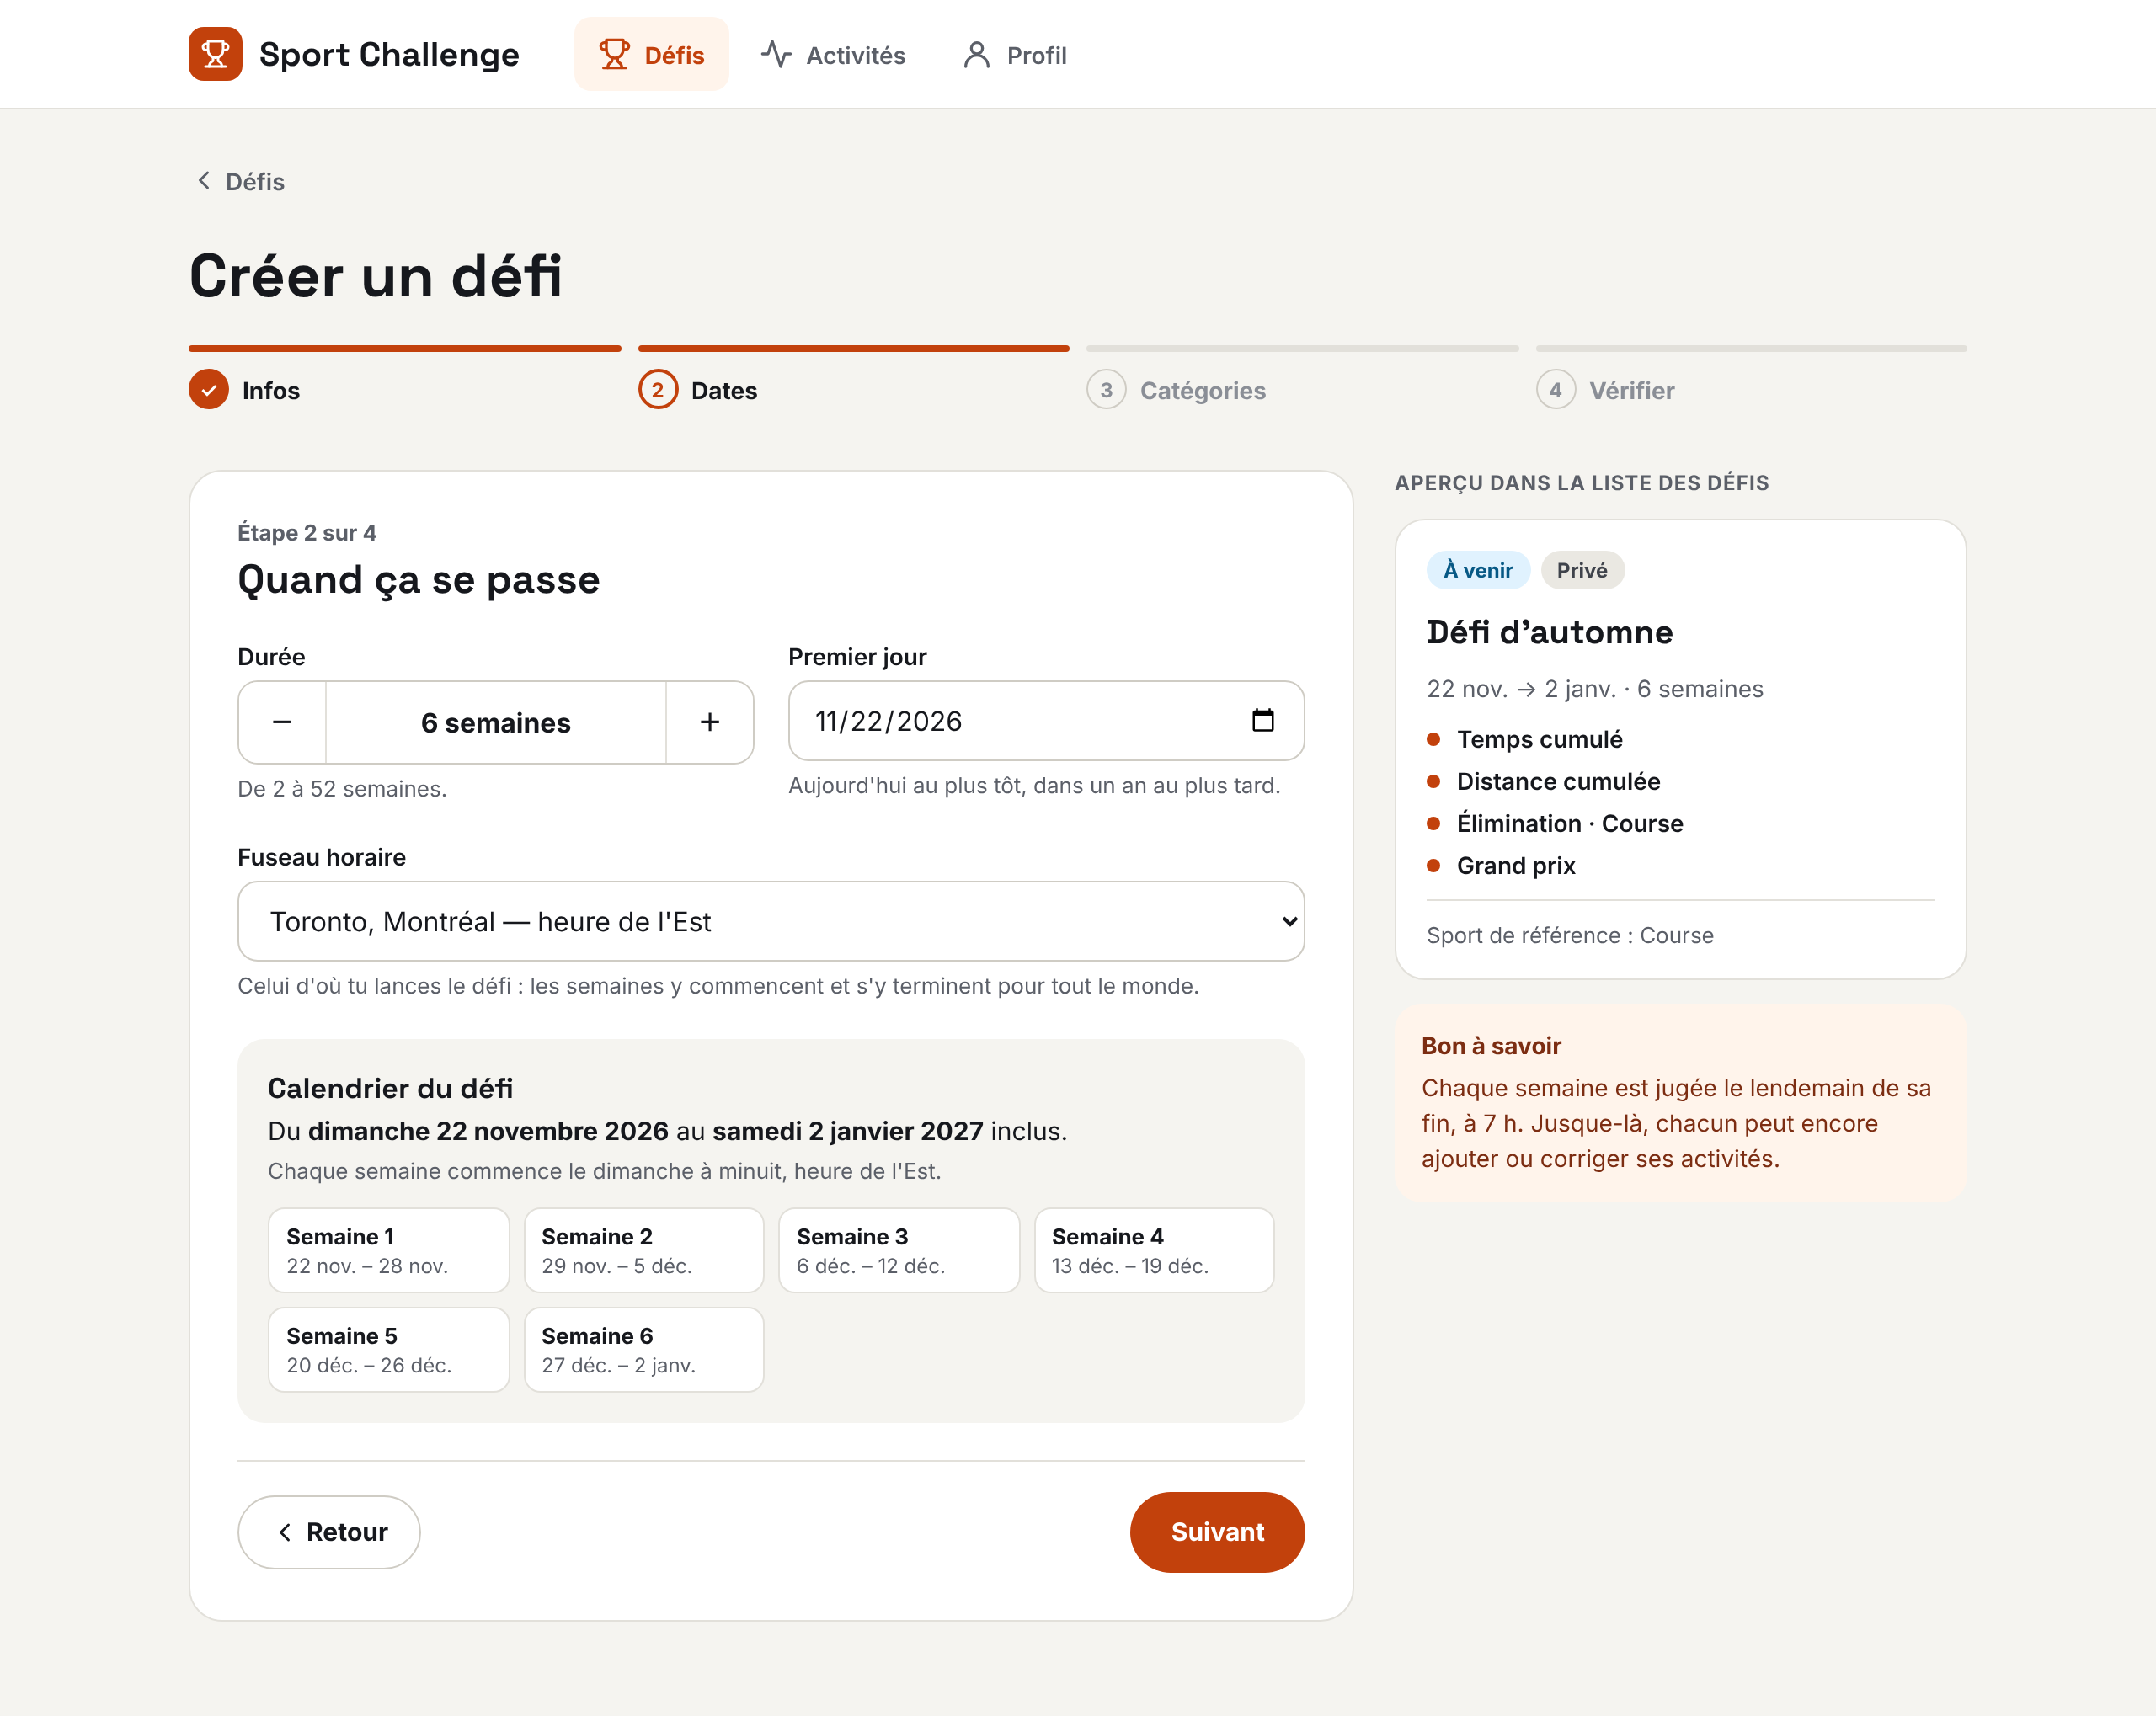 Sport Challenge
Défis
Activités
Profil
Défis
Créer un défi
Infos
2 Dates
3 Catégories
4 Vérifier
Étape 2 sur 4
Quand ça se passe
Durée
− 6 semaines +
De 2 à 52 semaines.
Premier jour
11/22/2026
Aujourd'hui au plus tôt, dans un an au plus tard.
Fuseau horaire
Toronto, Montréal — heure de l'Est
Celui d'où tu lances le défi : les semaines y commencent et s'y terminent pour tout le monde.
Calendrier du défi
Du dimanche 22 novembre 2026 au samedi 2 janvier 2027 inclus.
Chaque semaine commence le dimanche à minuit, heure de l'Est.
Semaine 1
22 nov. – 28 nov.
Semaine 2
29 nov. – 5 déc.
Semaine 3
6 déc. – 12 déc.
Semaine 4
13 déc. – 19 déc.
Semaine 5
20 déc. – 26 déc.
Semaine 6
27 déc. – 2 janv.
Retour
Suivant
APERÇU DANS LA LISTE DES DÉFIS
À venir
Privé
Défi d’automne
22 nov. → 2 janv. · 6 semaines
Temps cumulé
Distance cumulée
Élimination · Course
Grand prix
Sport de référence : Course
Bon à savoir
Chaque semaine est jugée le lendemain de sa
fin, à 7 h. Jusque-là, chacun peut encore
ajouter ou corriger ses activités.